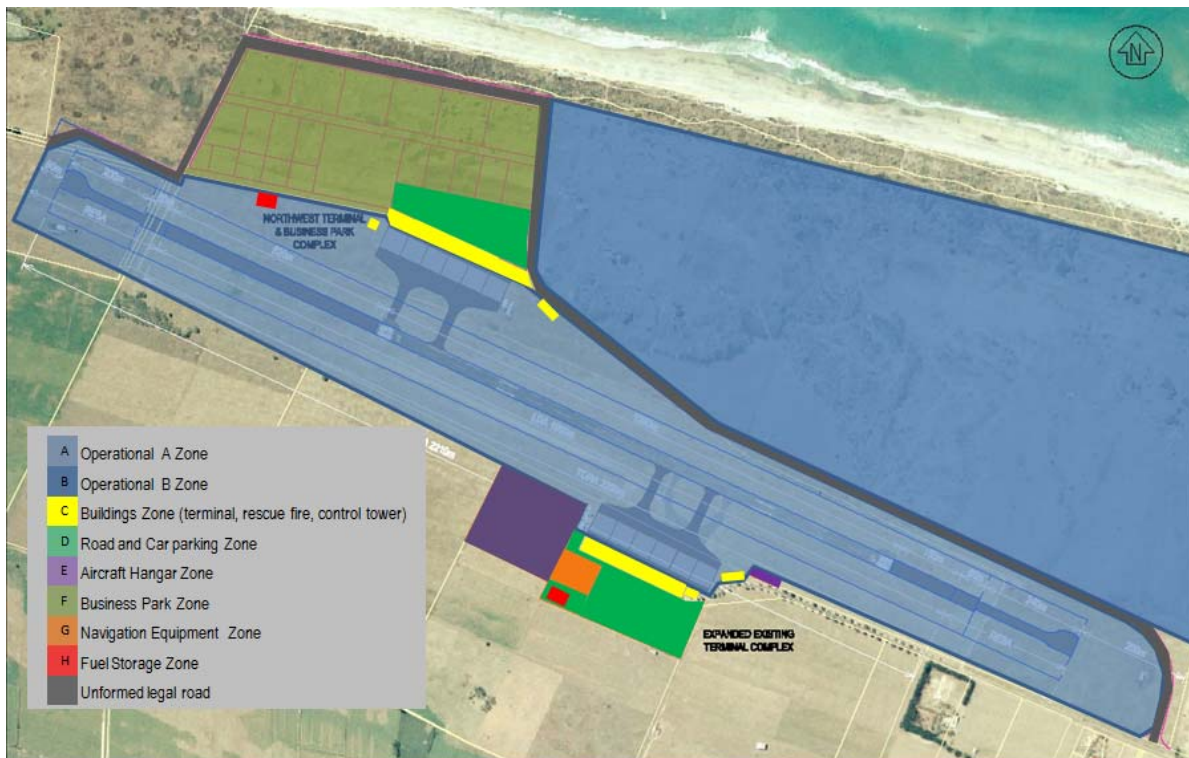 N
NORTHWEST TERMINAL
& BUSINESS PARK
COMPLEX
A Operational A Zone
B Operational B Zone
C Buildings Zone (terminal, rescue fire, control tower)
D Road and Car parking Zone
E Aircraft Hangar Zone
F Business Park Zone
G Navigation Equipment Zone
H Fuel Storage Zone
Unformed legal road
EXPANDED EXISTING
TERMINAL COMPLEX